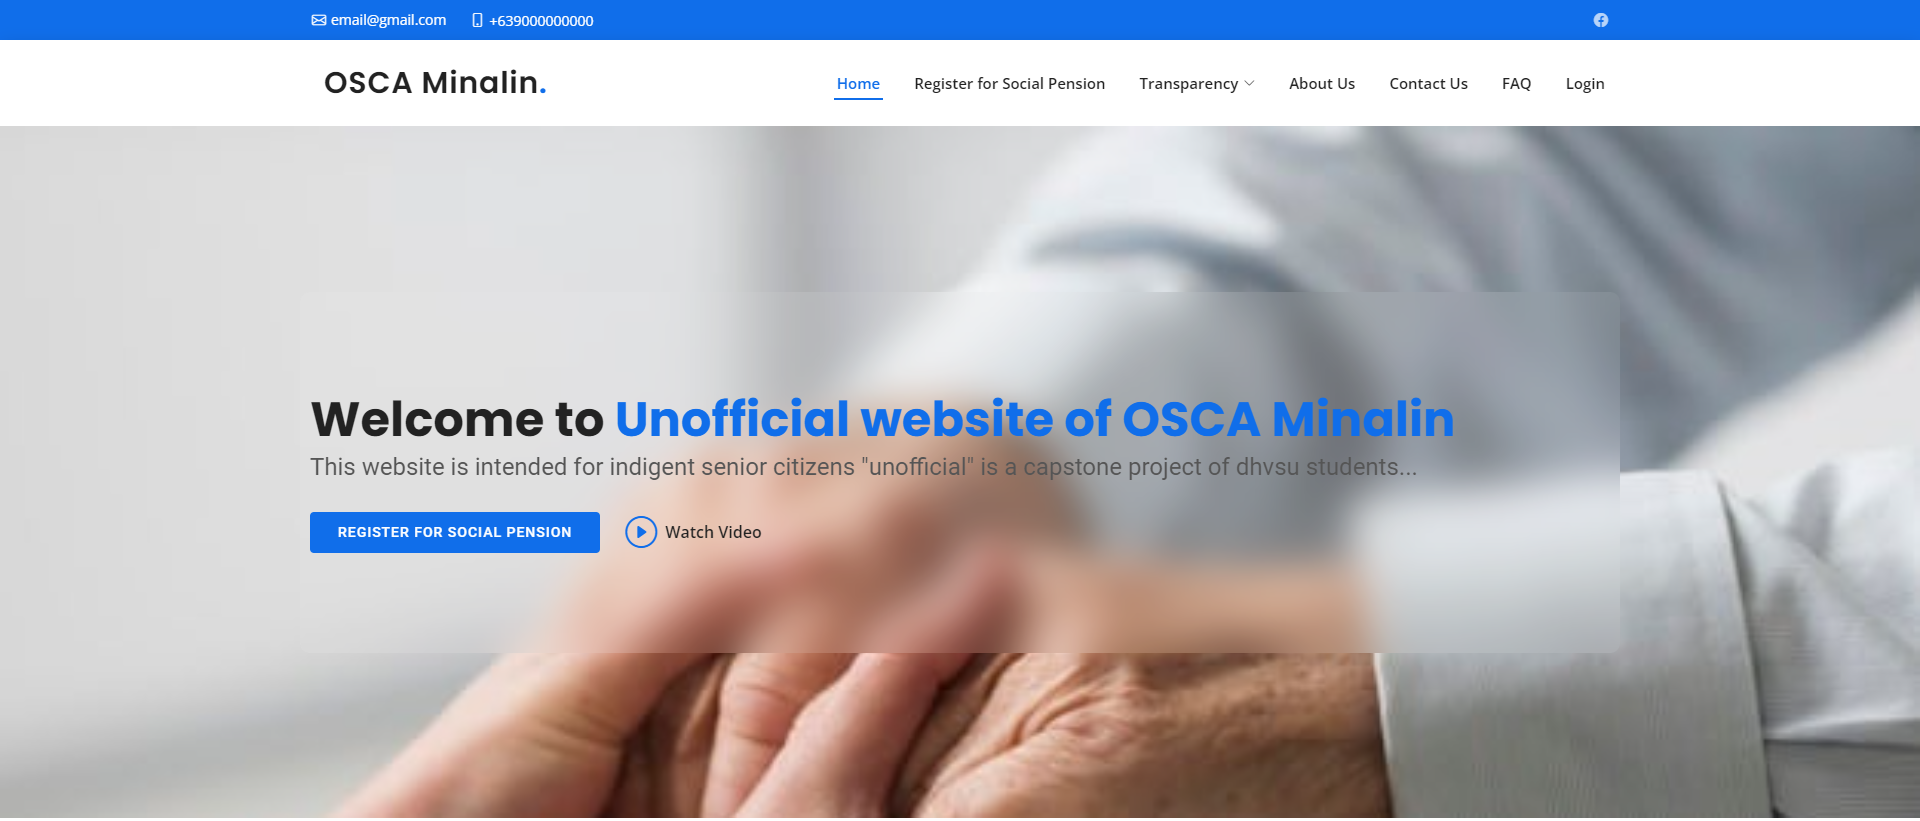 email@gmail.com +639000000000
OSCA Minalin.
Home Register for Social Pension Transparency About Us Contact Us FAQ Login
Welcome to Unofficial website of OSCA Minalin
This website is intended for indigent senior citizens "unofficial" is a capstone project of dhvsu students...
REGISTER FOR SOCIAL PENSION Watch Video